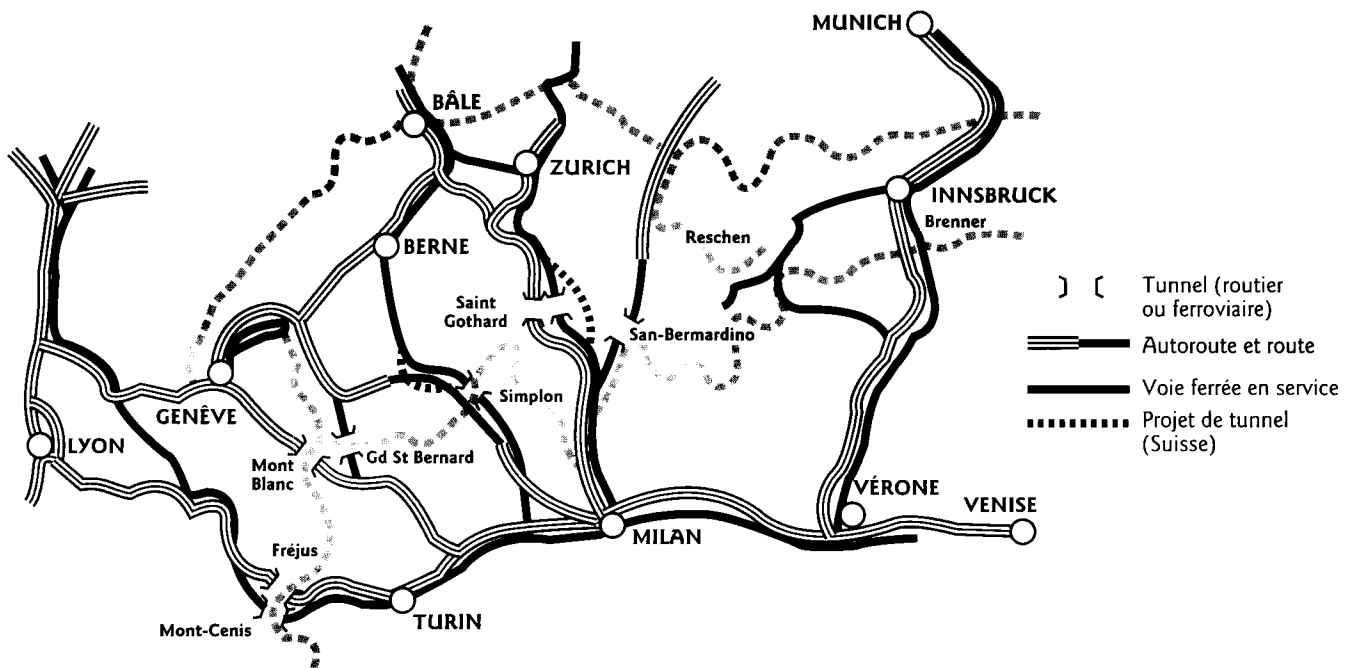 MUNICH
BÂLE
ZURICH
INNSBRUCK
Brenner
BERNE
Reschen
Saint
Gothard
San-Bermardino
Simplon
GENÊVE
LYON
Mont
Blanc
Gd St Bernard
VÉRONE
VENISE
MILAN
Fréjus
TURIN
Mont-Cenis
Tunnel (routier
ou ferroviaire)
Autoroute et route
Voie ferrée en service
Projet de tunnel
(Suisse)